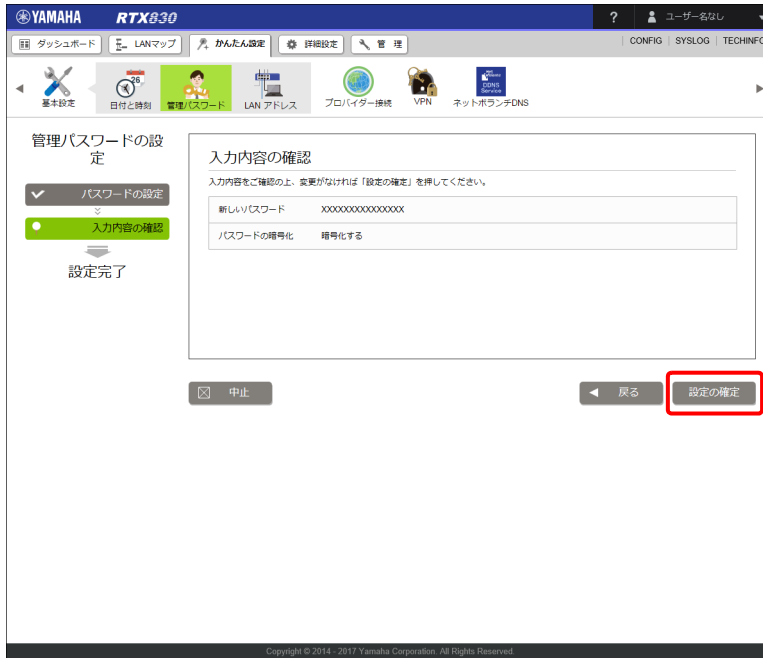 YAMAHA RTX830 ? ユーザー名なし
ダッシュボード LANマップ かんたん設定 詳細設定 管 理 CONFIG SYSLOG TECHINFO
基本設定 26 日付と時刻 管理パスワード LAN アドレス プロバイダー接続 VPN DDNS Service ネットボランチDNS
管理パスワードの設
定
パスワードの設定
入力内容の確認
設定完了
入力内容の確認
入力内容をご確認の上、変更がなければ「設定の確定」を押してください。
新しいパスワード XXXXXXXXXXXXXXX
パスワードの暗号化 暗号化する
中止 戻る 設定の確定
Copyright © 2014 - 2017 Yamaha Corporation. All Rights Reserved.